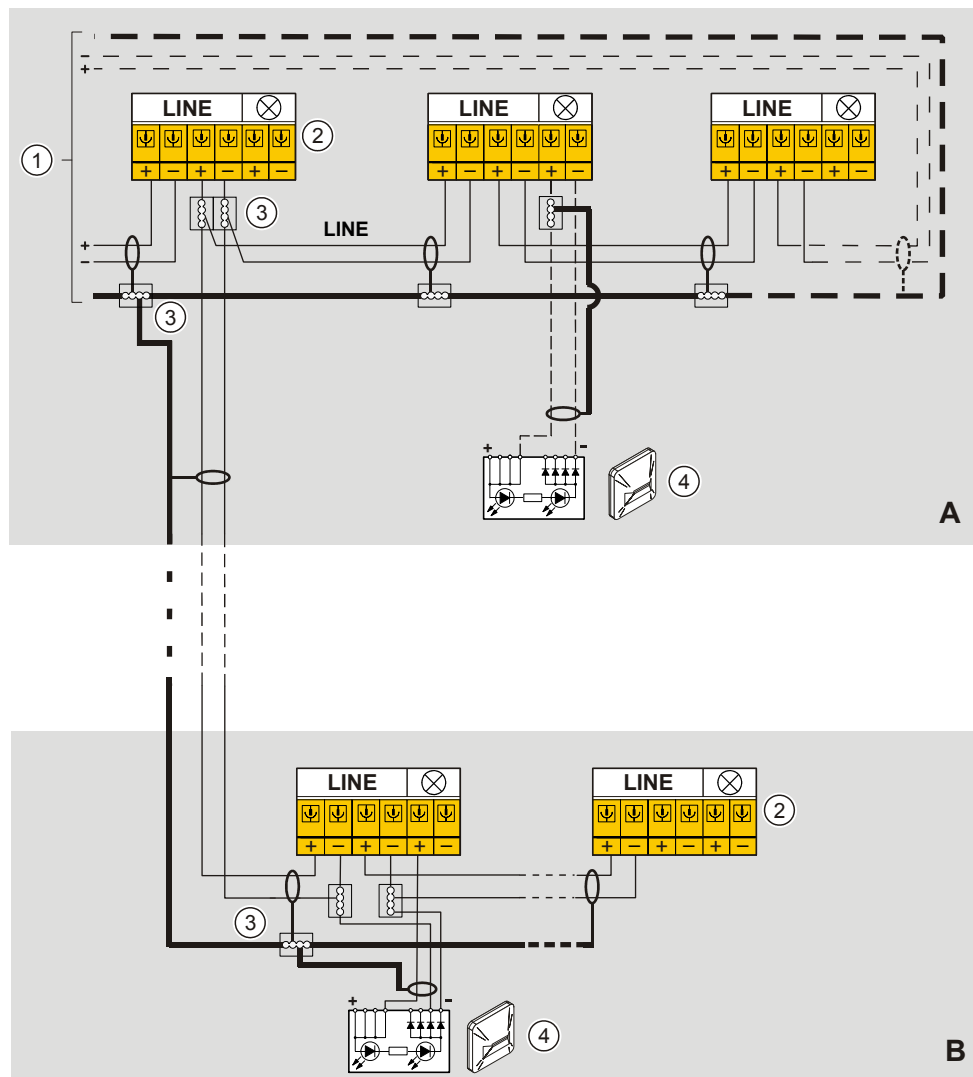 −
+
LINE
LINE
LINE
2
+ − + − + −
+ − + − + −
+ − + − + −
1
3
LINE
+
−
3
+ -
4
A
LINE
LINE
2
+ − + − + −
+ − + − + −
3
+ -
4
B